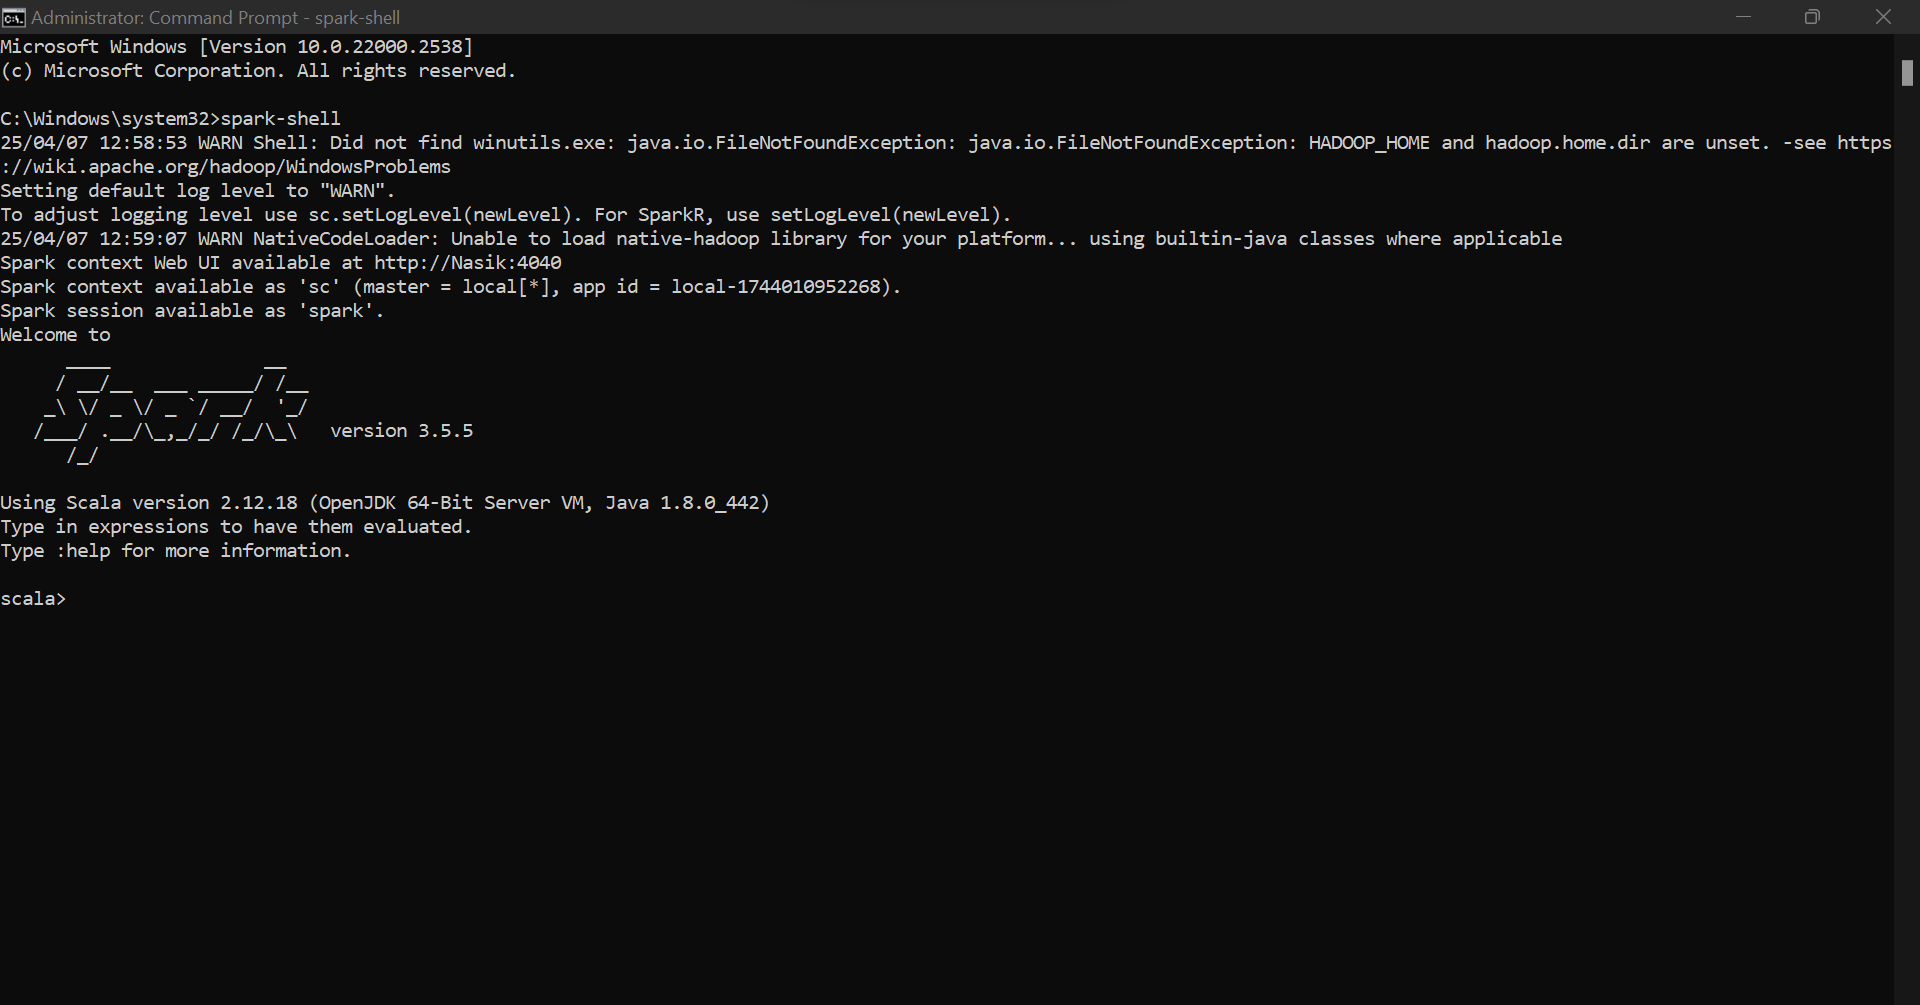 Administrator: Command Prompt - spark-shell
Microsoft Windows [Version 10.0.22000.2538]
(c) Microsoft Corporation. All rights reserved.
C:\Windows\system32>spark-shell
25/04/07 12:58:53 WARN Shell: Did not find winutils.exe: java.io.FileNotFoundException: java.io.FileNotFoundException: HADOOP_HOME and hadoop.home.dir are unset. -see https
://wiki.apache.org/hadoop/WindowsProblems
Setting default log level to "WARN".
To adjust logging level use sc.setLogLevel(newLevel). For SparkR, use setLogLevel(newLevel).
25/04/07 12:59:07 WARN NativeCodeLoader: Unable to load native-hadoop library for your platform... using builtin-java classes where applicable
Spark context Web UI available at http://Nasik:4040
Spark context available as 'sc' (master = local[*], app id = local-1744010952268).
Spark session available as 'spark'.
Welcome to
      ____              __
     / __/__  ___ _____/ /__
    _\ \/ _ \/ _ `/ __/  '_/
   /___/ .__/\_,_/_/ /_/\_\   version 3.5.5
      /_/
Using Scala version 2.12.18 (OpenJDK 64-Bit Server VM, Java 1.8.0_442)
Type in expressions to have them evaluated.
Type :help for more information.
scala>